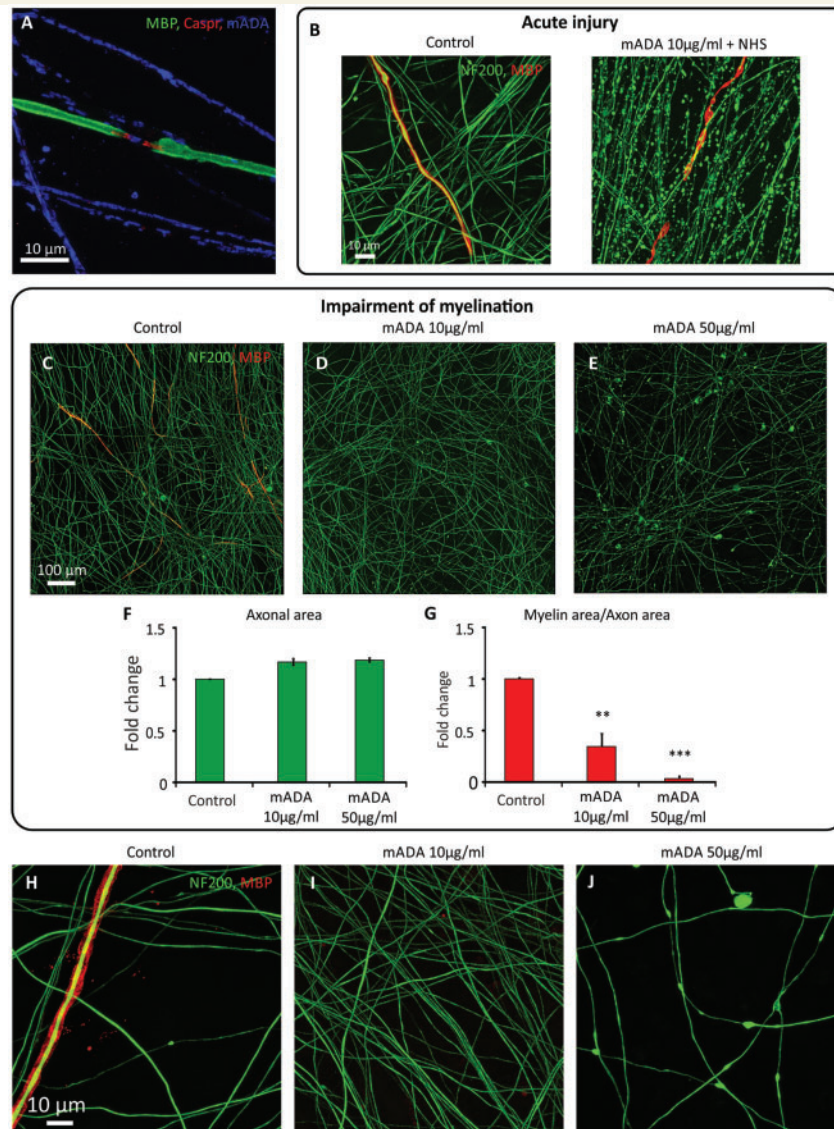 A
MBP, Caspr, mADA
10 μm
Acute injury
B
Control
mADA 10μg/ml + NHS
NF200, MBP
10 μm
Impairment of myelination
Control
mADA 10μg/ml
mADA 50μg/ml
C
NF200, MBP
D
E
100 μm
F
Axonal area
Fold change
1.5
1
0.5
0
Control
mADA
10μg/ml
mADA
50μg/ml
G
Myelin area/Axon area
Fold change
1.5
1
0.5
0
**
***
Control
mADA
10μg/ml
mADA
50μg/ml
Control
mADA 10μg/ml
mADA 50μg/ml
H
NF200, MBP
I
J
10 μm